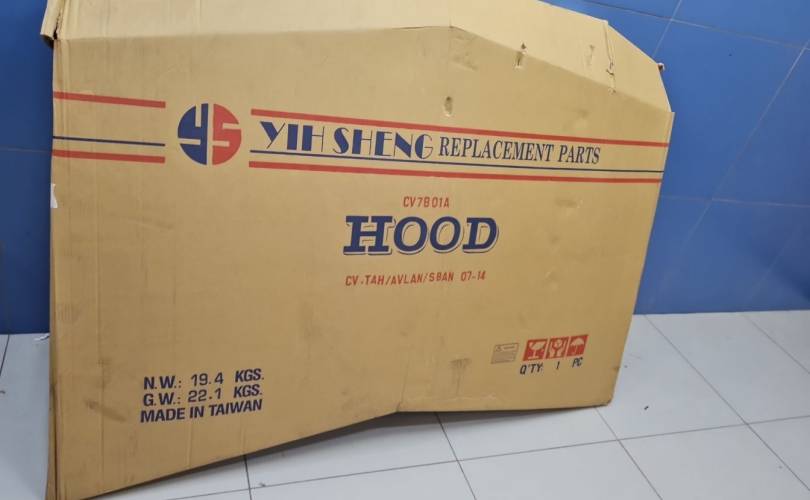 YS YIH SHENG REPLACEMENT PARTS
CV7B01A
HOOD
CV.TAH/AVLAN/SBAN 07-14
Q'TY: 1 PC
N.W.: 19.4 KGS.
G.W.: 22.1 KGS.
MADE IN TAIWAN